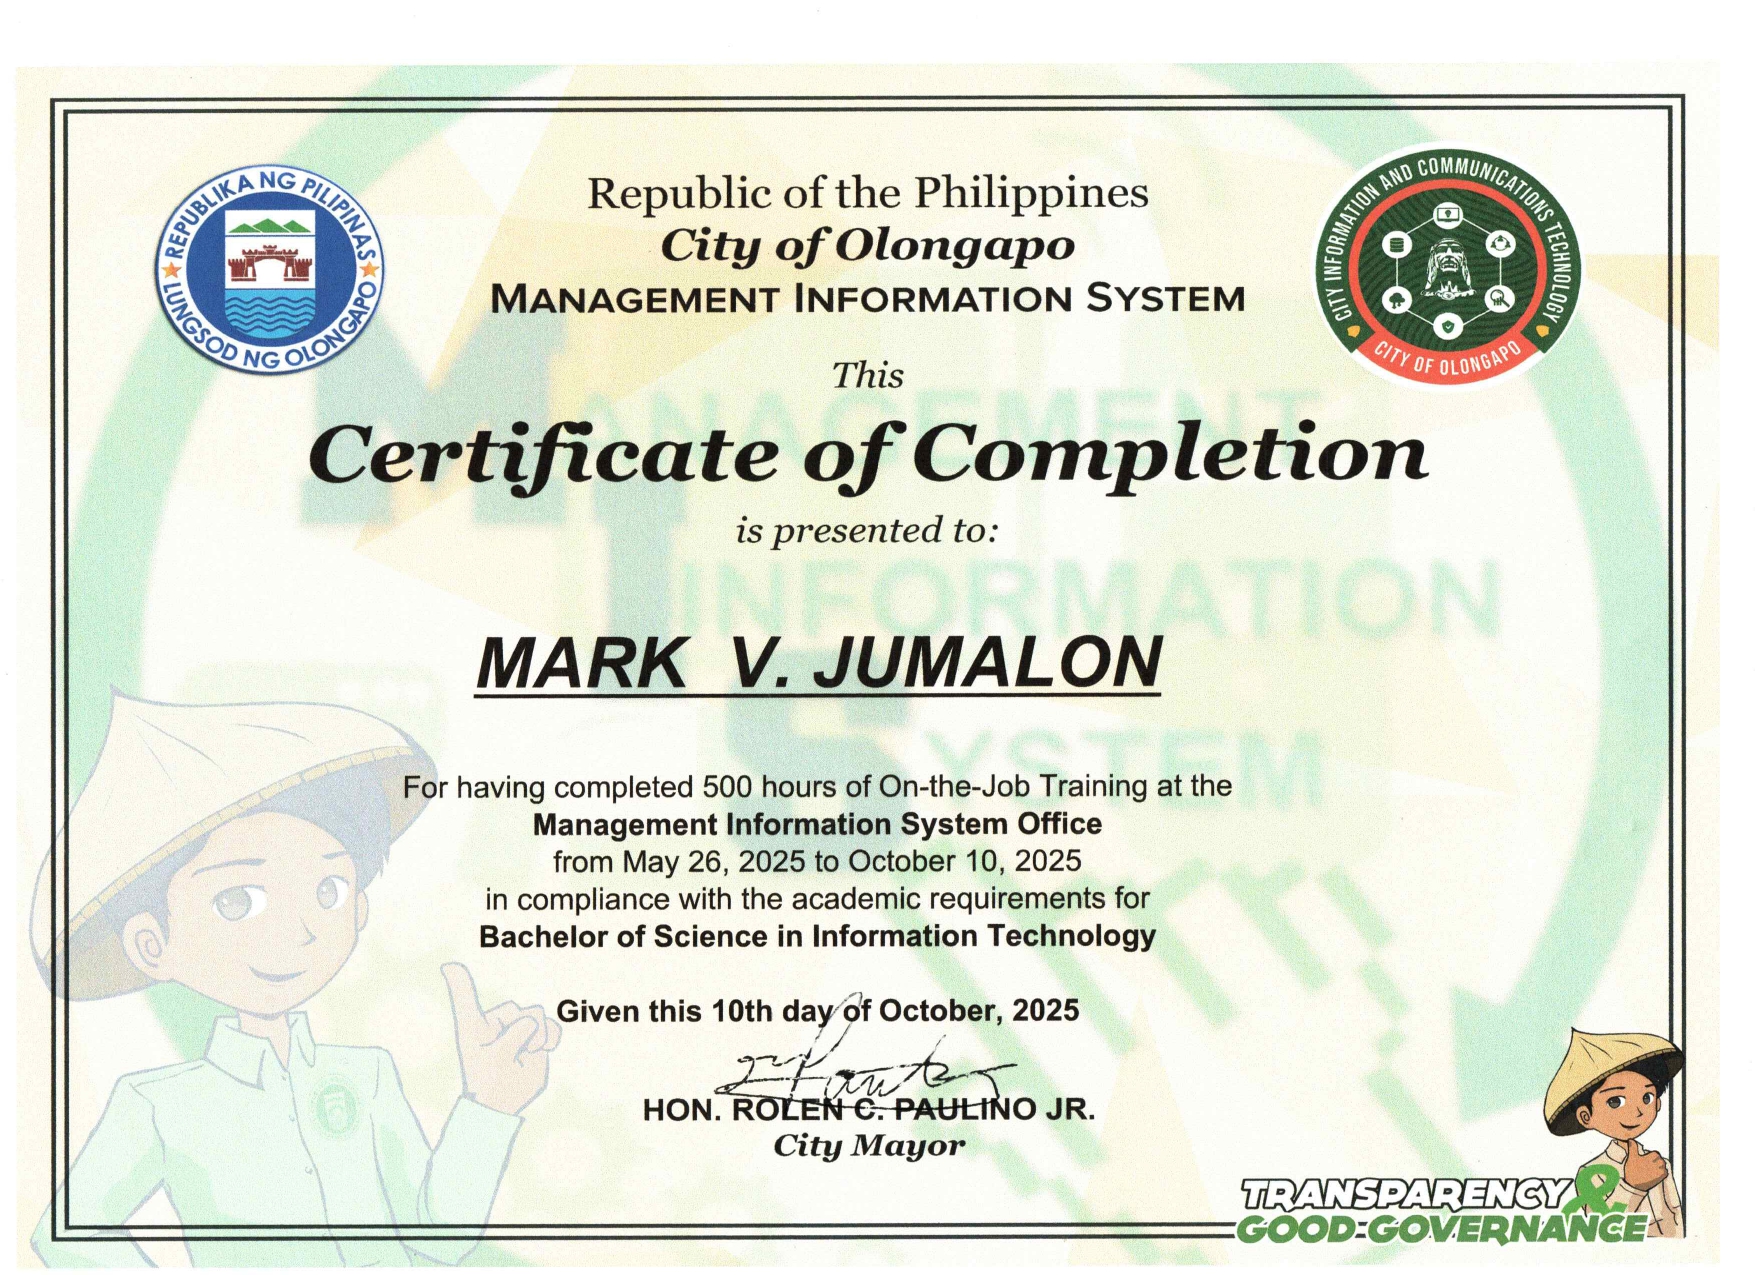 REPUBLIKA NG PILIPINAS
LUNGSOD NG OLONGAPO
Republic of the Philippines
City of Olongapo
MANAGEMENT INFORMATION SYSTEM
CITY INFORMATION AND COMMUNICATIONS TECHNOLOGY
CITY OF OLONGAPO
This
Certificate of Completion
is presented to:
MANAGEMENT
INFORMATION
SYSTEM
MARK V. JUMALON
For having completed 500 hours of On-the-Job Training at the
Management Information System Office
from May 26, 2025 to October 10, 2025
in compliance with the academic requirements for
Bachelor of Science in Information Technology
Given this 10th day of October, 2025
HON. ROLEN C. PAULINO JR.
City Mayor
TRANSPARENCY &
GOOD GOVERNANCE